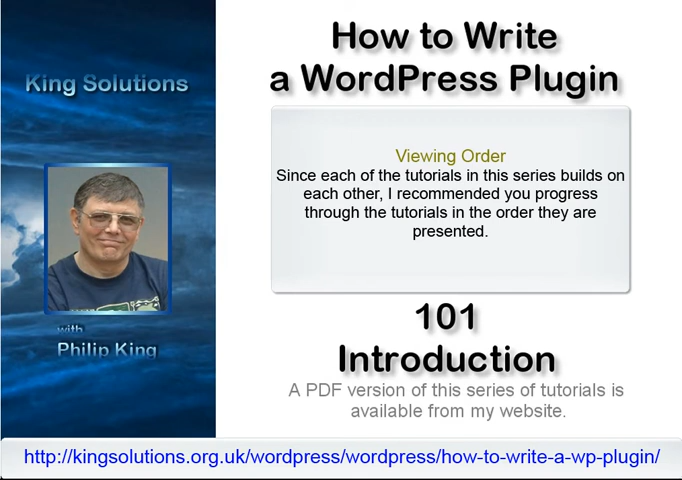 King Solutions
with
Philip King
How to Write
a WordPress Plugin
Viewing Order
Since each of the tutorials in this series builds on
each other, I recommended you progress
through the tutorials in the order they are
presented.
101
Introduction
A PDF version of this series of tutorials is
available from my website.
http://kingsolutions.org.uk/wordpress/wordpress/how-to-write-a-wp-plugin/